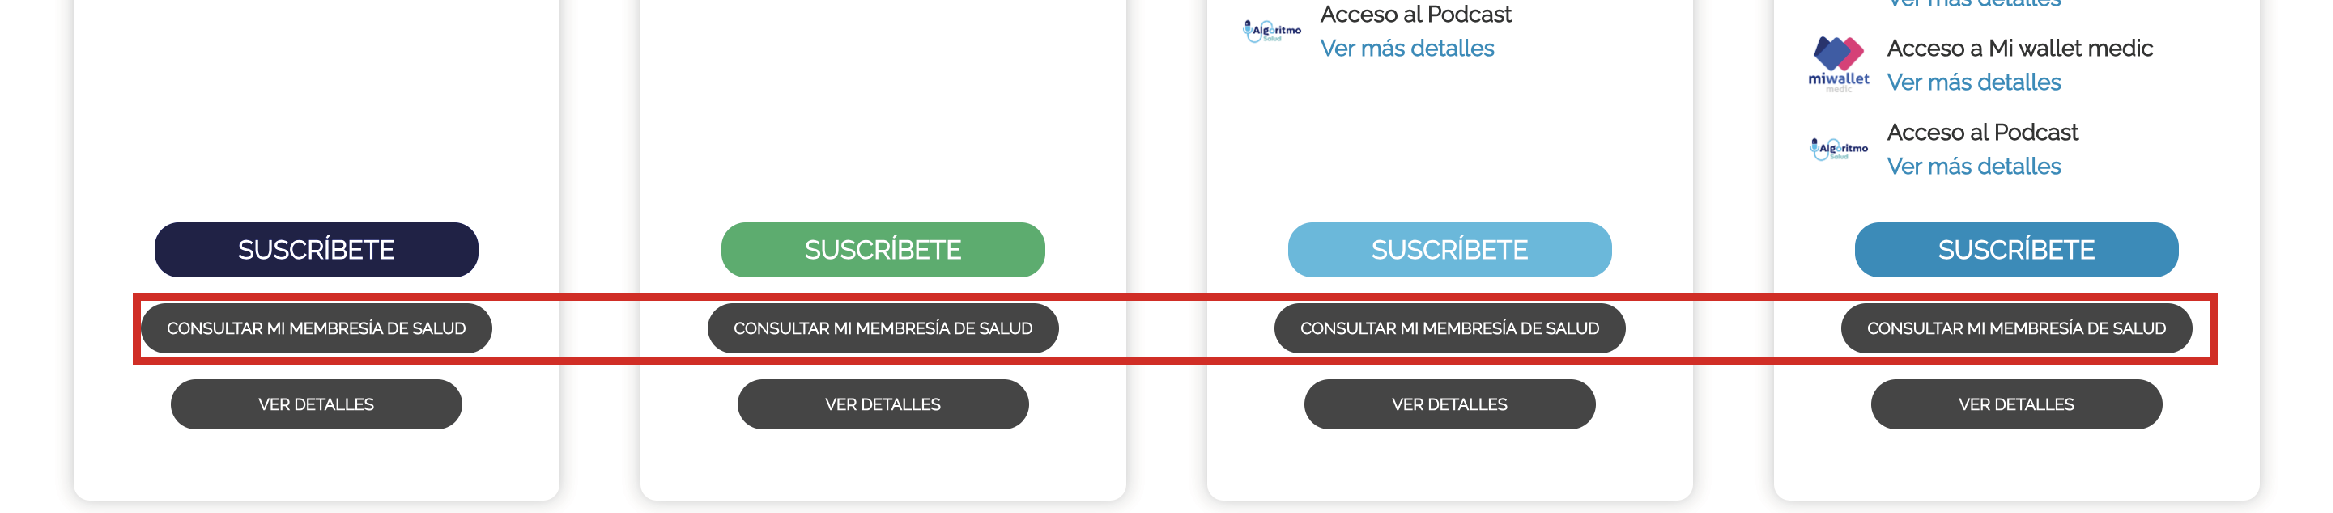 Acceso al Podcast
Algoritmo
Salud
Ver más detalles
Ver más detalles
Acceso a Mi wallet medic
miwallet
medic
Ver más detalles
Acceso al Podcast
Algoritmo
Salud
Ver más detalles
SUSCRÍBETE
SUSCRÍBETE
SUSCRÍBETE
SUSCRÍBETE
CONSULTAR MI MEMBRESÍA DE SALUD
CONSULTAR MI MEMBRESÍA DE SALUD
CONSULTAR MI MEMBRESÍA DE SALUD
CONSULTAR MI MEMBRESÍA DE SALUD
VER DETALLES
VER DETALLES
VER DETALLES
VER DETALLES